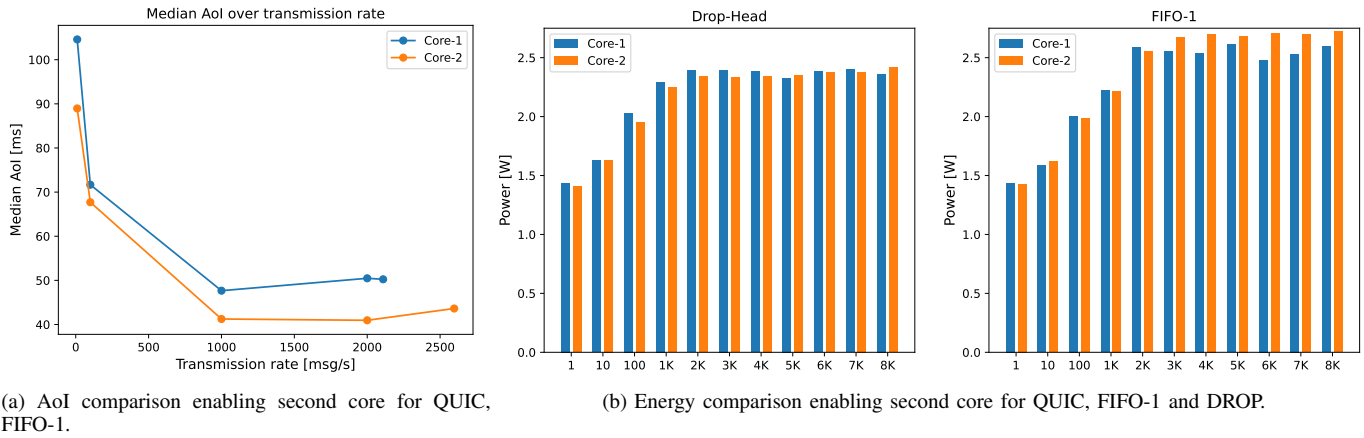 Median AoI over transmission rate
Core-1
Core-2
Median AoI [ms]
100
90
80
70
60
50
40
0
500
1000
1500
2000
2500
Transmission rate [msg/s]
Drop-Head
Core-1
Core-2
Power [W]
2.5
2.0
1.5
1.0
0.5
0.0
1
10
100
1K
2K
3K
4K
5K
6K
7K
8K
FIFO-1
Core-1
Core-2
Power [W]
2.5
2.0
1.5
1.0
0.5
0.0
1
10
100
1K
2K
3K
4K
5K
6K
7K
8K
(a) AoI comparison enabling second core for QUIC,
FIFO-1.
(b) Energy comparison enabling second core for QUIC, FIFO-1 and DROP.